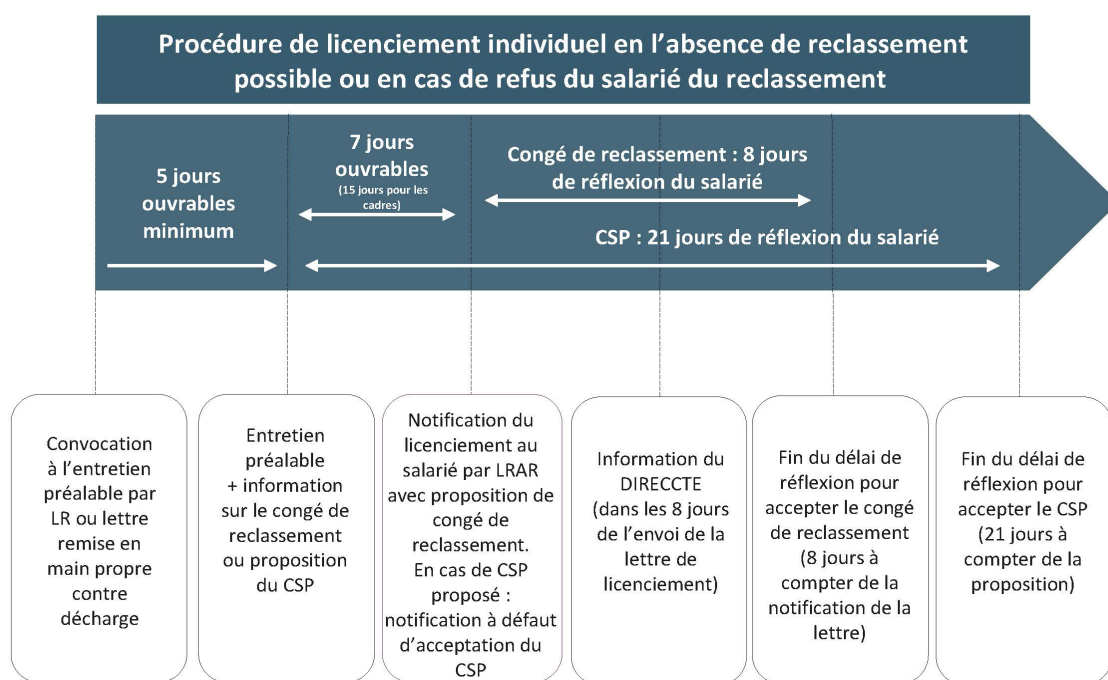 Procédure de licenciement individuel en l’absence de reclassement
possible ou en cas de refus du salarié du reclassement
5 jours
ouvrables
minimum
7 jours
ouvrables
(15 jours pour les
cadres)
Congé de reclassement : 8 jours
de réflexion du salarié
CSP : 21 jours de réflexion du salarié
Convocation
à l’entretien
préalable par
LR ou lettre
remise en
main propre
contre
décharge
Entretien
préalable
+ information
sur le congé de
reclassement
ou proposition
du CSP
Notification du
licenciement au
salarié par LRAR
avec proposition de
congé de
reclassement.
En cas de CSP
proposé :
notification à défaut
d’acceptation du
CSP
Information du
DIRECCTE
(dans les 8 jours
de l’envoi de la
lettre de
licenciement)
Fin du délai de
réflexion pour
accepter le congé
de reclassement
(8 jours à
compter de la
notification de la
lettre)
Fin du délai de
réflexion pour
accepter le CSP
(21 jours à
compter de la
proposition)